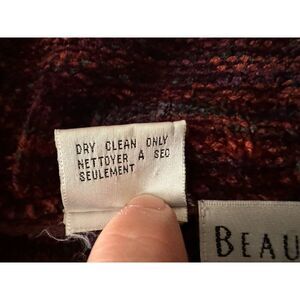 DRY CLEAN ONLY
NETTOYER A SEC
SEULEMENT
BEAU